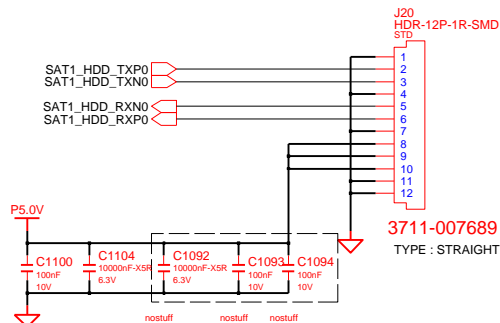 J20
HDR-12P-1R-SMD
STD
SAT1_HDD_TXP0
SAT1_HDD_TXN0
SAT1_HDD_RXN0
SAT1_HDD_RXP0
1
2
3
4
5
6
7
8
9
10
11
12
3711-007689
TYPE : STRAIGHT
P5.0V
C1100
100nF
10V
C1104
10000nF-X5R
6.3V
C1092
10000nF-X5R
6.3V
C1093
100nF
10V
C1094
100nF
10V
nostuff
nostuff
nostuff